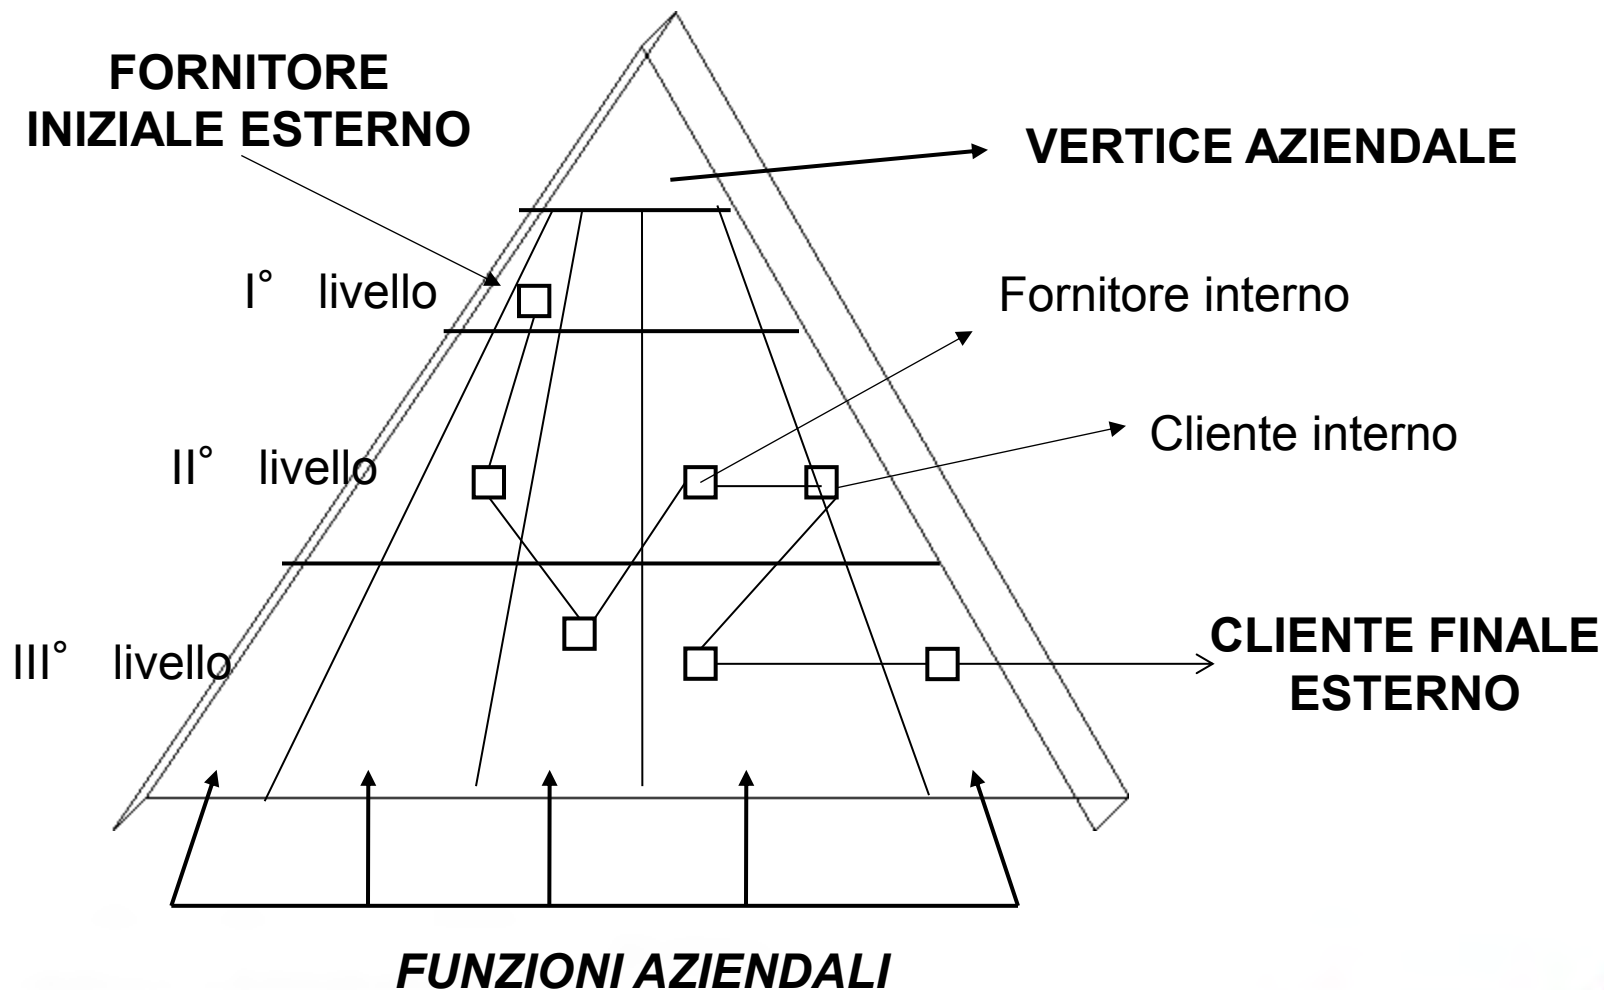 FORNITORE
INIZIALE ESTERNO
VERTICE AZIENDALE
I° livello
Fornitore interno
Cliente interno
II° livello
III° livello
CLIENTE FINALE
ESTERNO
FUNZIONI AZIENDALI